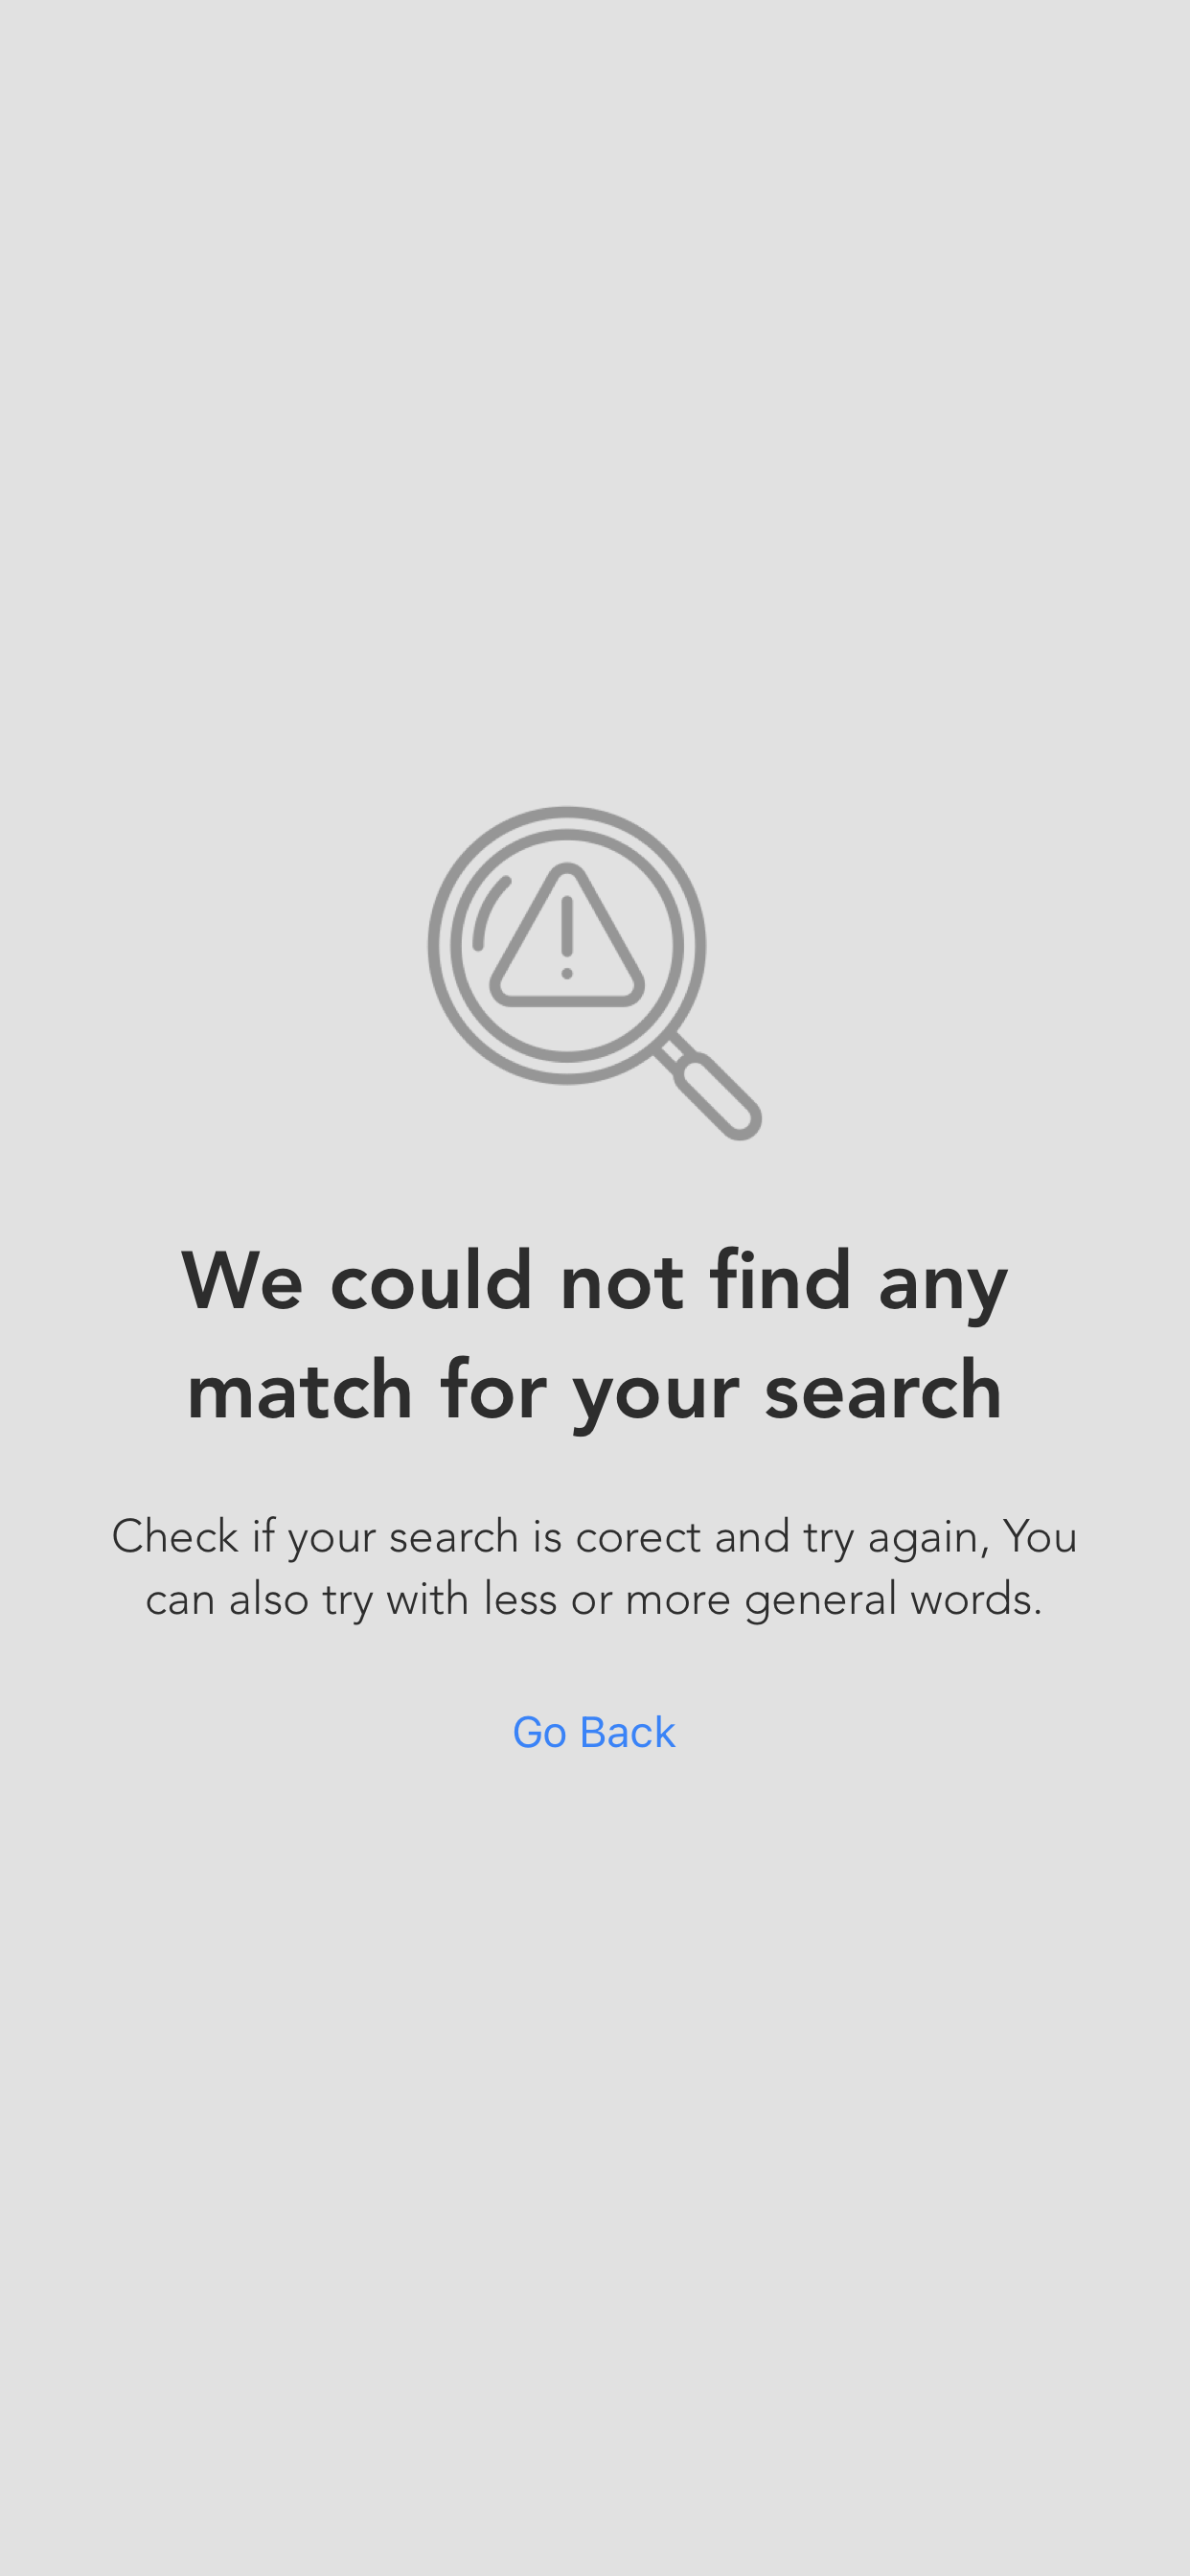 We could not find any
match for your search
Check if your search is corect and try again, You
can also try with less or more general words.
Go Back